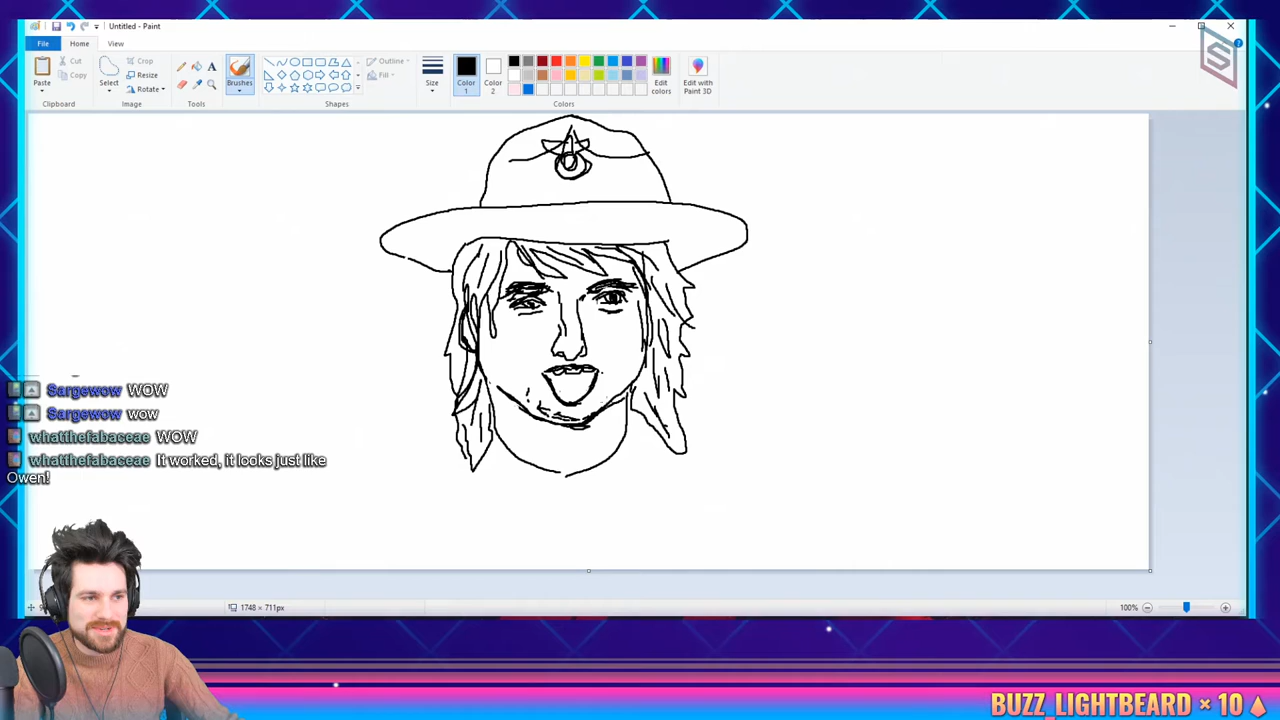 Untitled - Paint
File Home View
Paste
Cut
Copy
Clipboard
Select
Crop
Resize
Rotate
Image
Tools
Brushes
Shapes
Outline
Fill
Size
Color
1
Color
2
Colors
Edit
colors
Edit with
Paint 3D
Sargewow WOW
Sargewow wow
whatthefabaceae WOW
whatthefabaceae It worked, it looks just like
Owen!
1748 × 711px
100%
BUZZ_LIGHTBEARD × 10